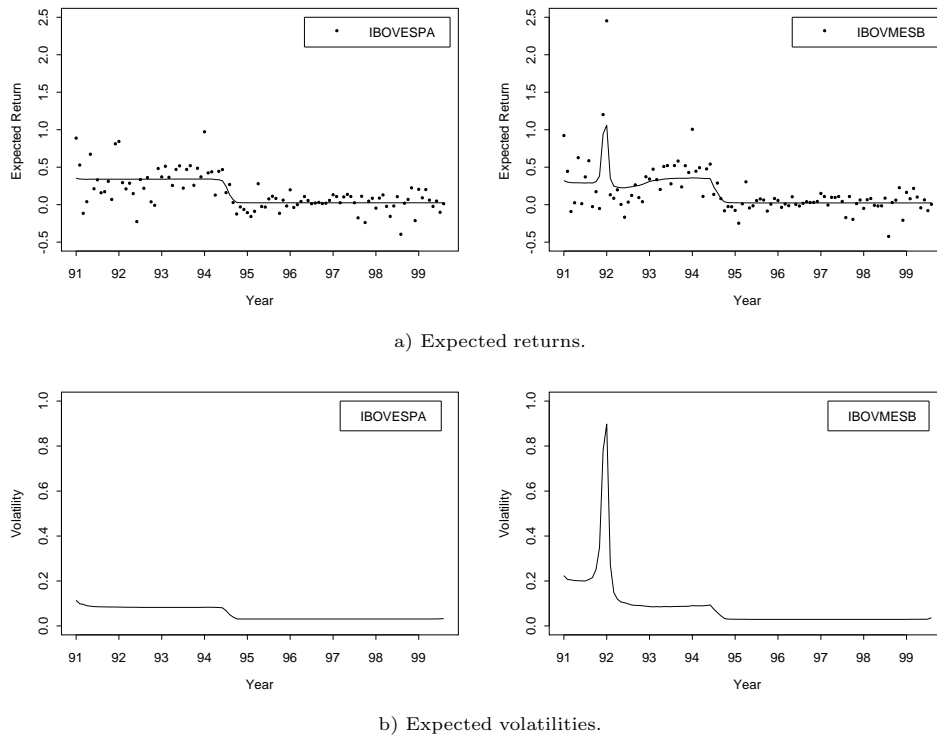 IBOVESPA
2.5
2.0
1.5
1.0
0.5
0.0
-0.5
Expected Return
91 92 93 94 95 96 97 98 99
Year
IBOVMESB
2.5
2.0
1.5
1.0
0.5
0.0
-0.5
Expected Return
91 92 93 94 95 96 97 98 99
Year
a) Expected returns.
IBOVESPA
1.0
0.8
0.6
0.4
0.2
0.0
Volatility
91 92 93 94 95 96 97 98 99
Year
IBOVMESB
1.0
0.8
0.6
0.4
0.2
0.0
Volatility
91 92 93 94 95 96 97 98 99
Year
b) Expected volatilities.